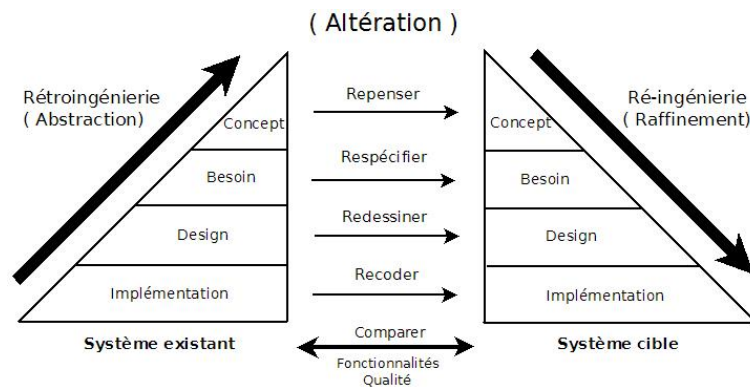 ( Altération )
Rétroingénierie
( Abstraction)
Concept
Besoin
Design
Implémentation
Système existant
Repenser
Respécifier
Redessiner
Recoder
Comparer
Fonctionnalités
Qualité
Ré-ingénierie
( Raffinement)
Concept
Besoin
Design
Implémentation
Système cible